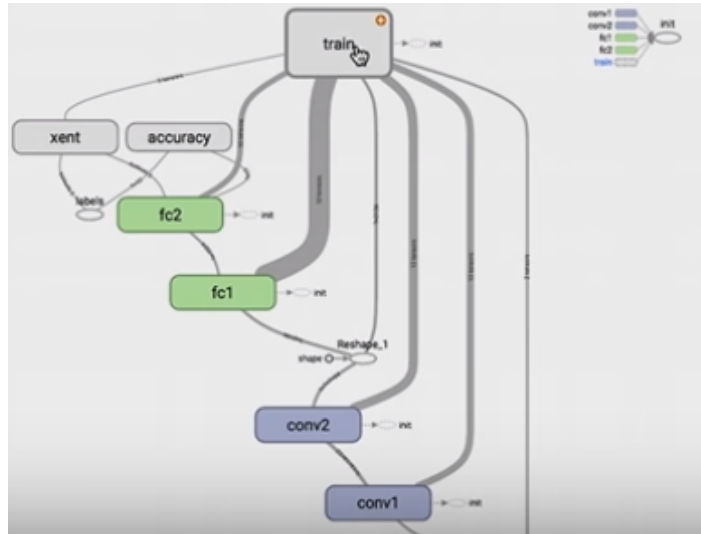 train
init
conv1
conv2
fc1
fc2
train
init
xent
accuracy
labels
fc2
init
fc1
init
Reshape_1
shape
conv2
init
conv1
init